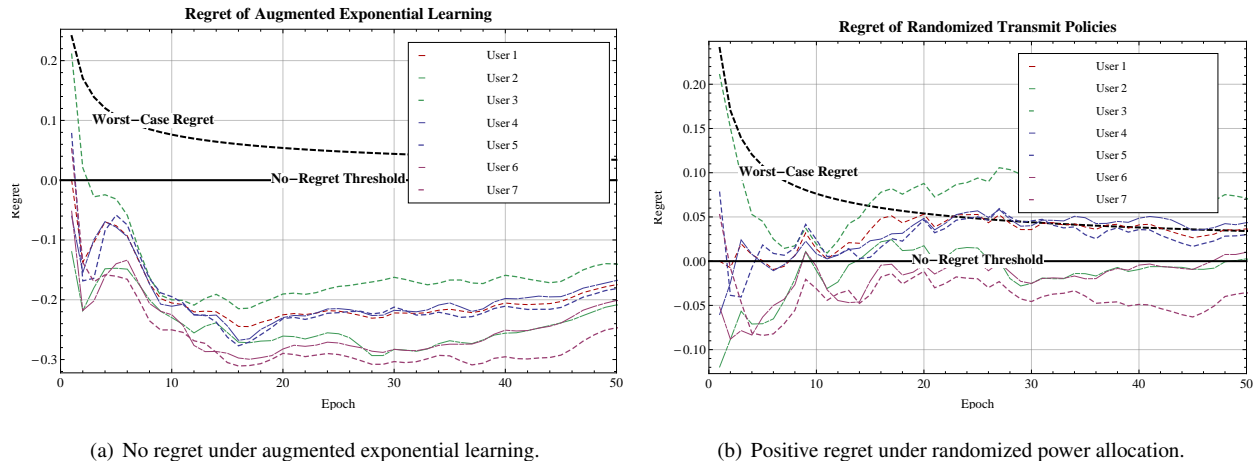 Regret of Augmented Exponential Learning
0.2
0.1
0.0
−0.1
−0.2
−0.3
Regret
0
10
20
30
40
50
Epoch
Worst−Case Regret
No−Regret Threshold
User 1
User 2
User 3
User 4
User 5
User 6
User 7
(a) No regret under augmented exponential learning.
Regret of Randomized Transmit Policies
0.20
0.15
0.10
0.05
0.00
−0.05
−0.10
Regret
0
10
20
30
40
50
Epoch
Worst−Case Regret
No−Regret Threshold
User 1
User 2
User 3
User 4
User 5
User 6
User 7
(b) Positive regret under randomized power allocation.